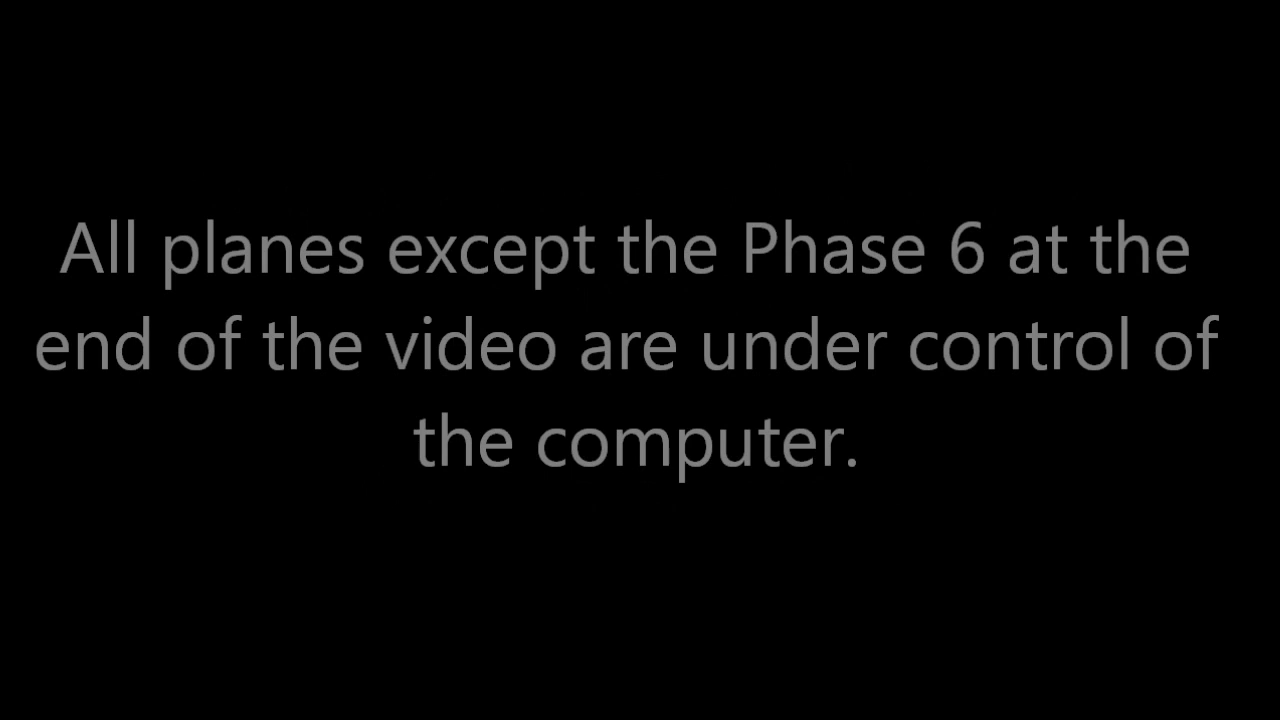 All planes except the Phase 6 at the
end of the video are under control of
the computer.